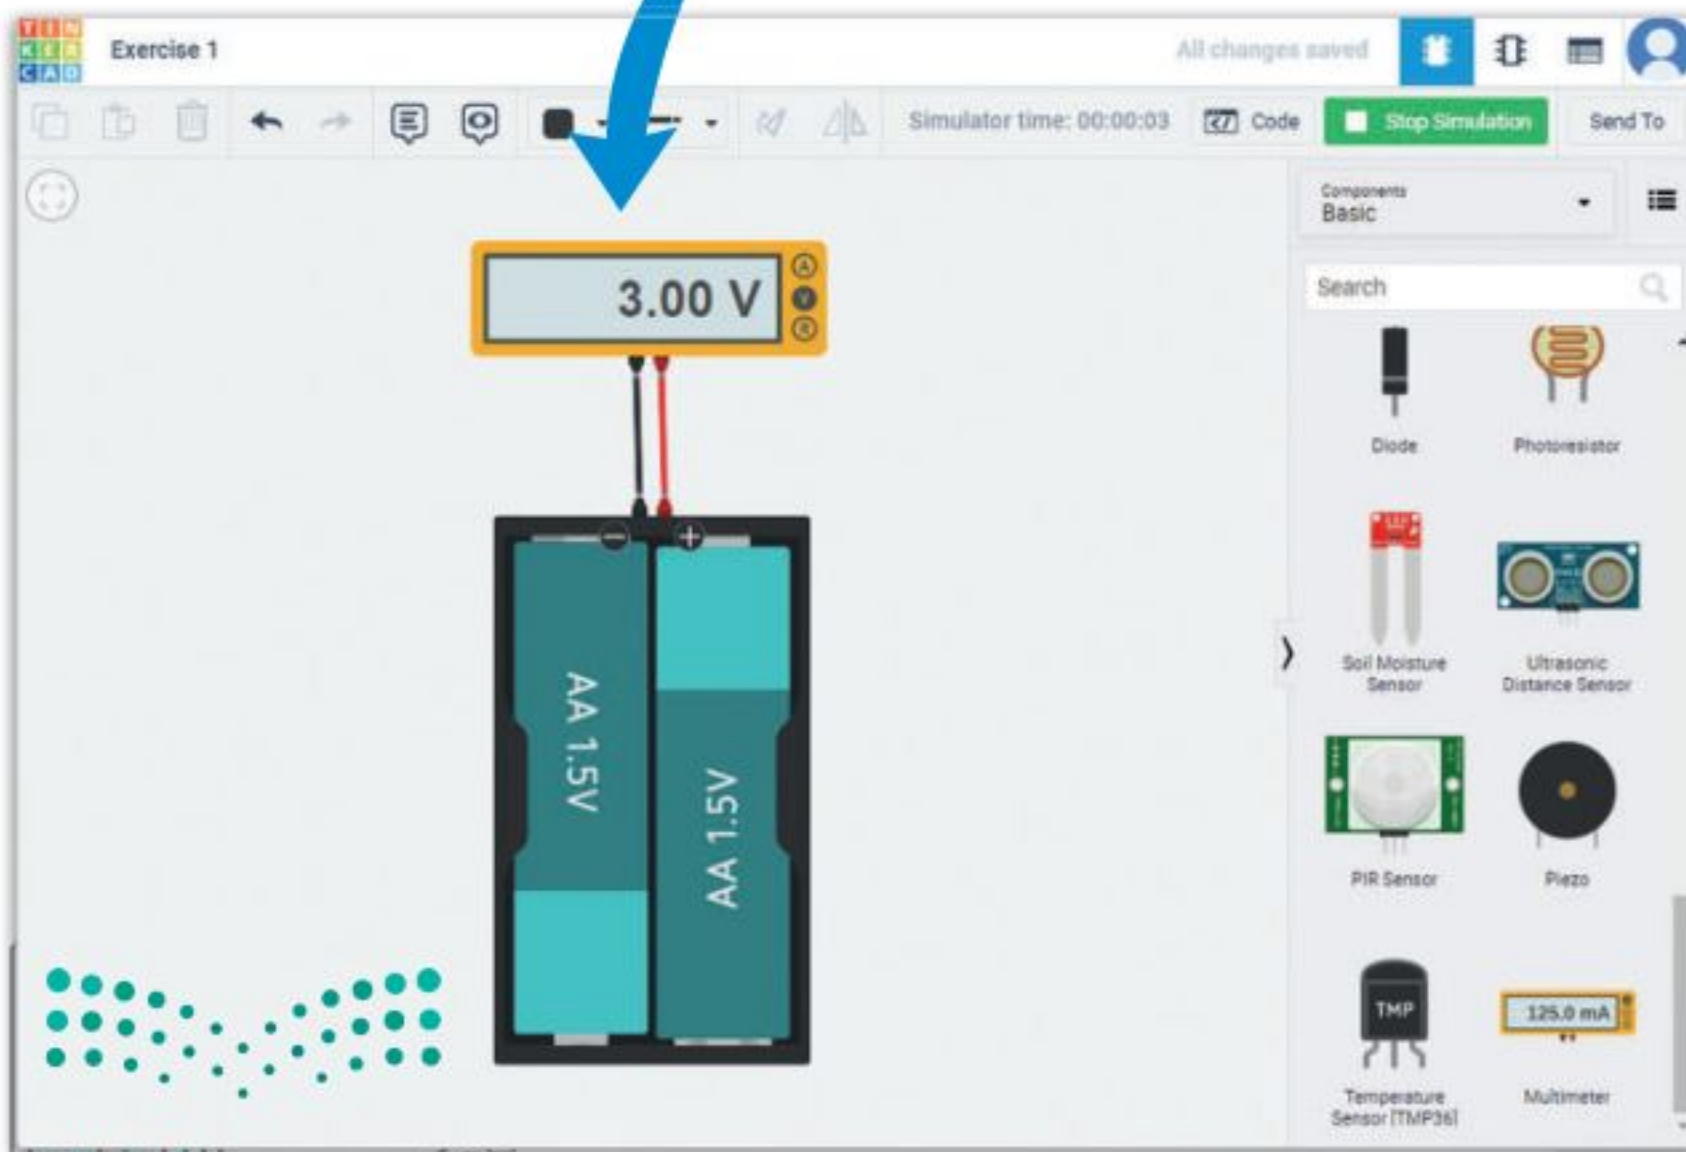 TIN
KER
CAD
Exercise 1
All changes saved
Simulator time: 00:00:03
Code
Stop Simulation
Send To
Components
Basic
Search
3.00 V
A
V
R
AA 1.5V
AA 1.5V
Diode
Photoresistor
Soil Moisture
Sensor
Ultrasonic
Distance Sensor
PIR Sensor
Piezo
TMP
125.0 mA
Temperature
Sensor [TMP36]
Multimeter